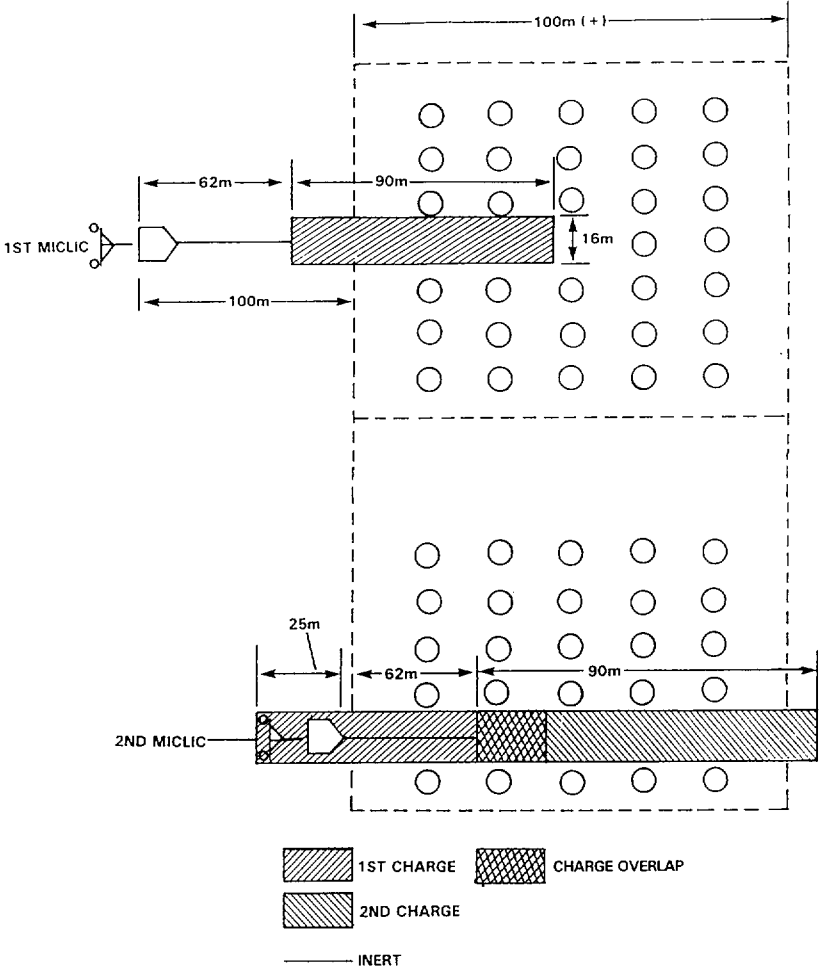 100m (+)
62m
90m
1ST MICLIC
16m
100m
25m
62m
90m
2ND MICLIC
1ST CHARGE
CHARGE OVERLAP
2ND CHARGE
INERT